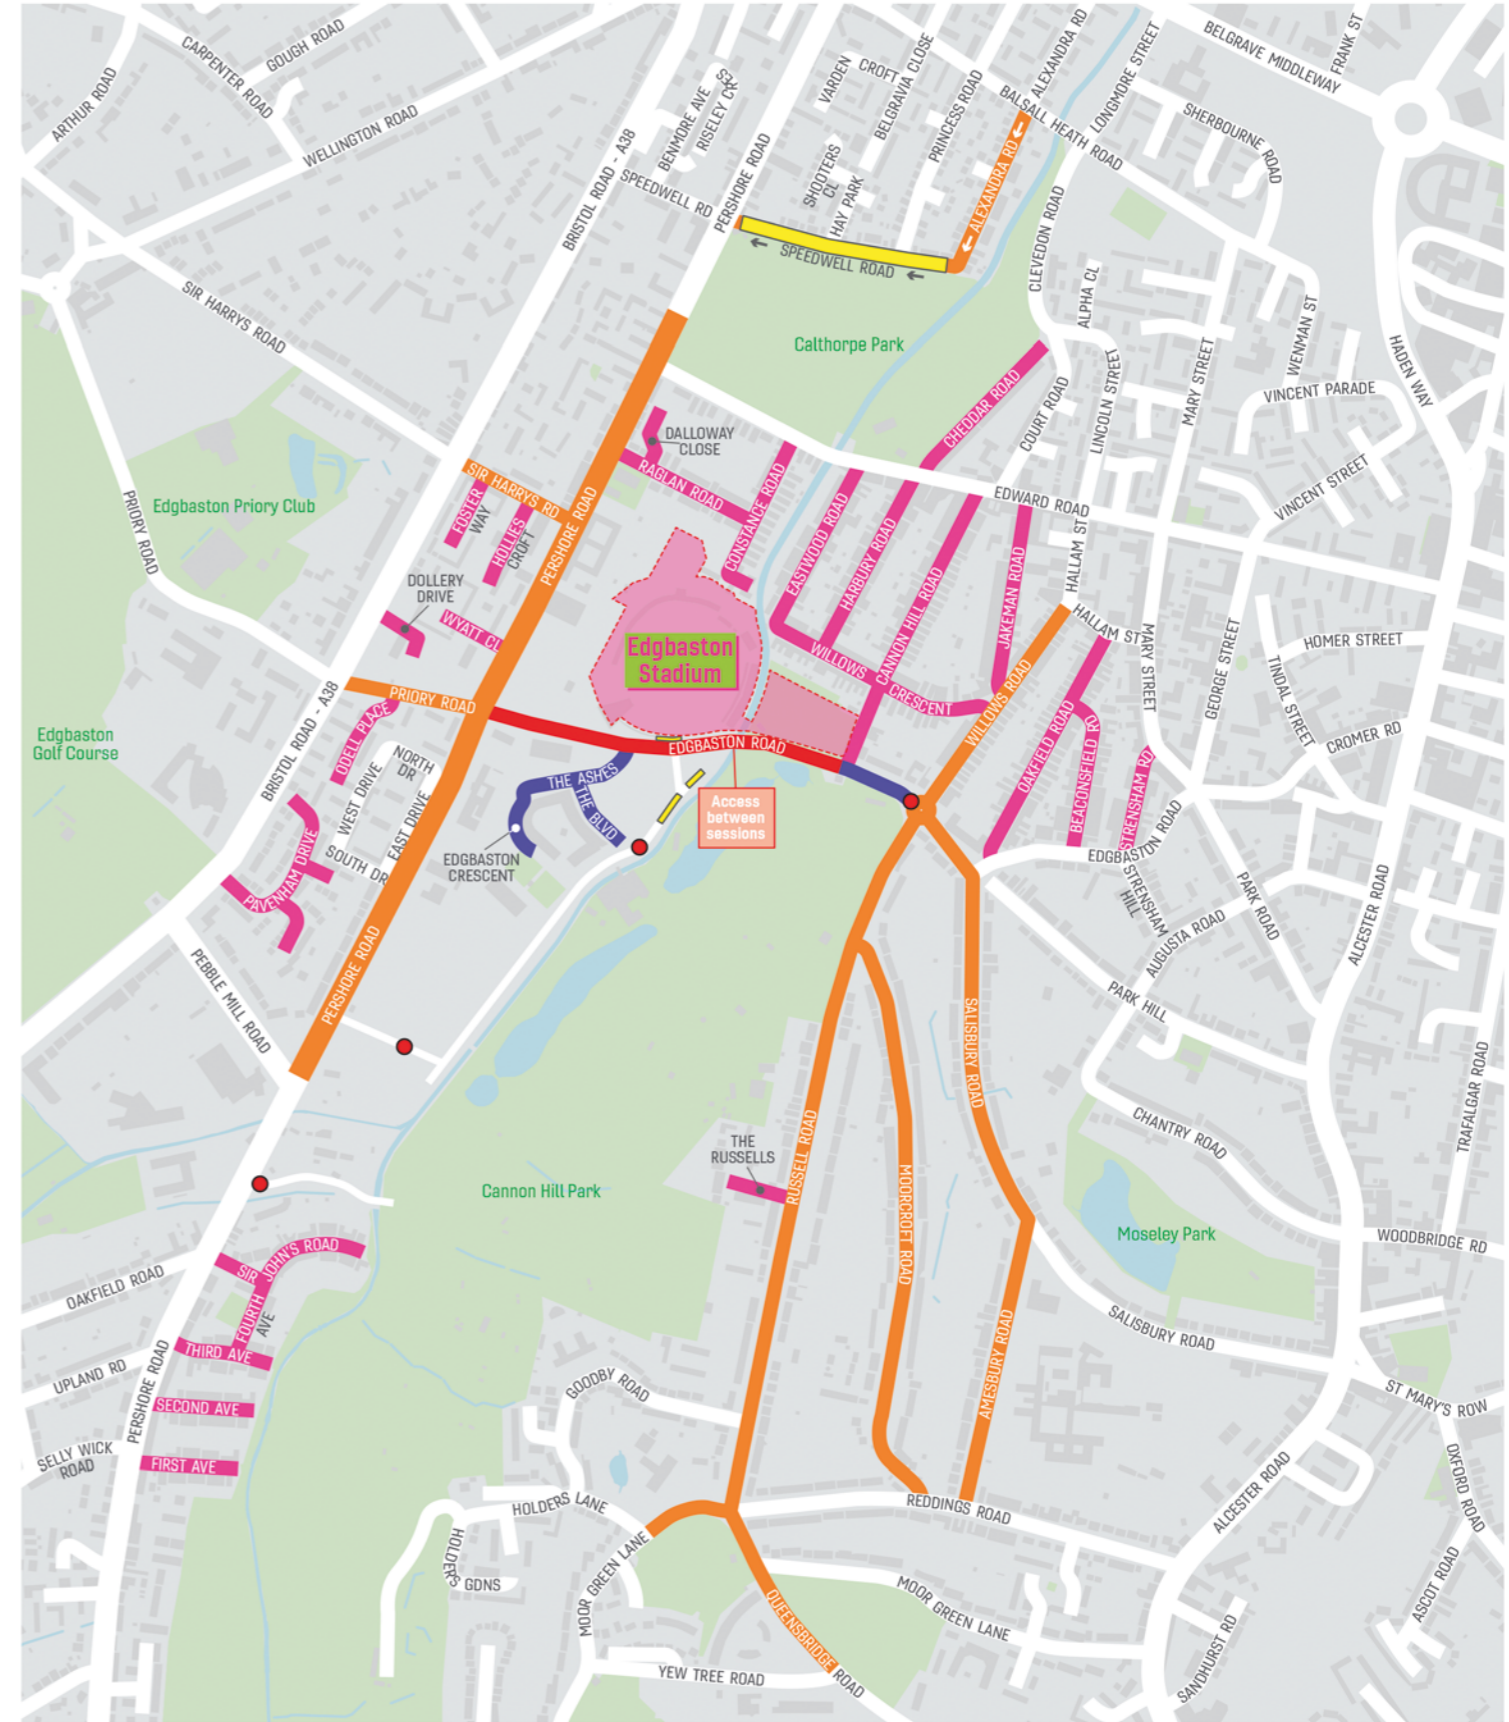 ARTHUR ROAD
CARPENTER ROAD
GOUGH ROAD
WELLINGTON ROAD
BRISTOL ROAD - A38
BENMORE AVE
RISELEY CRES
SPEEDWELL RD
PERSHORE ROAD
VARDEN
CROFT
BELGRAVIA CLOSE
SHOOTERS
CL
HAY PARK
PRINCESS ROAD
ALEXANDRA RD
BALSALL HEATH ROAD
LONGMORE STREET
BELGRAVE MIDDLEWAY
FRANK ST
SHERBOURNE ROAD
ALEXANDRA RD
SPEEDWELL ROAD
CLEVEDON ROAD
ALPHA CL
SIR HARRYS ROAD
Calthorpe Park
CHEDDAR ROAD
COURT ROAD
LINCOLN STREET
MARY STREET
WENMAN ST
VINCENT PARADE
HADEN WAY
VINCENT STREET
DALLOWAY
CLOSE
RAGLAN ROAD
CONSTANCE ROAD
EDWARD ROAD
Edgbaston Priory Club
PRIORY ROAD
SIR HARRYS RD
FOSTER
WAY
HOLLIES
CROFT
PERSHORE ROAD
EASTWOOD ROAD
HARBURY ROAD
CANNON HILL ROAD
JAKEMAN ROAD
HALLAM ST
HALLAM ST
DOLLERY
DRIVE
WYATT CL
Edgbaston
Stadium
WILLOWS
CRESCENT
WILLOWS ROAD
MARY STREET
GEORGE STREET
HOMER STREET
TINDAL STREET
CROMER RD
PRIORY ROAD
ODELL PLACE
BRISTOL ROAD - A38
Edgbaston
Golf Course
NORTH
DR
WEST DRIVE
EAST DRIVE
SOUTH DR
EDGBASTON ROAD
THE ASHES
THE BLVD
EDGBASTON
CRESCENT
Access
between
sessions
OAKFIELD ROAD
BEACONSFIELD RD
STRENSHAM RD
EDGBASTON ROAD
STRENSHAM
HILL
PAVENHAM DRIVE
PEBBLE MILL ROAD
PERSHORE ROAD
PARK ROAD
AUGUSTA ROAD
ALCESTER ROAD
PARK HILL
SALISBURY ROAD
CHANTRY ROAD
TRAFALGAR ROAD
RUSSELL ROAD
THE
RUSSELLS
MOORCROFT ROAD
Cannon Hill Park
Moseley Park
WOODBRIDGE RD
SIR
JOHN'S ROAD
OAKFIELD ROAD
FOURTH
AVE
THIRD AVE
UPLAND RD
SECOND AVE
PERSHORE ROAD
SELLY WICK
ROAD
FIRST AVE
SALISBURY ROAD
AMESBURY ROAD
GOODBY ROAD
ST MARY'S ROW
OXFORD ROAD
ALCESTER ROAD
HOLDERS LANE
HOLDERS
GDNS
REDDINGS ROAD
MOOR GREEN LANE
MOOR GREEN LANE
QUEENSBRIDGE
ROAD
YEW TREE ROAD
SANDHURST RD
ASCOT ROAD